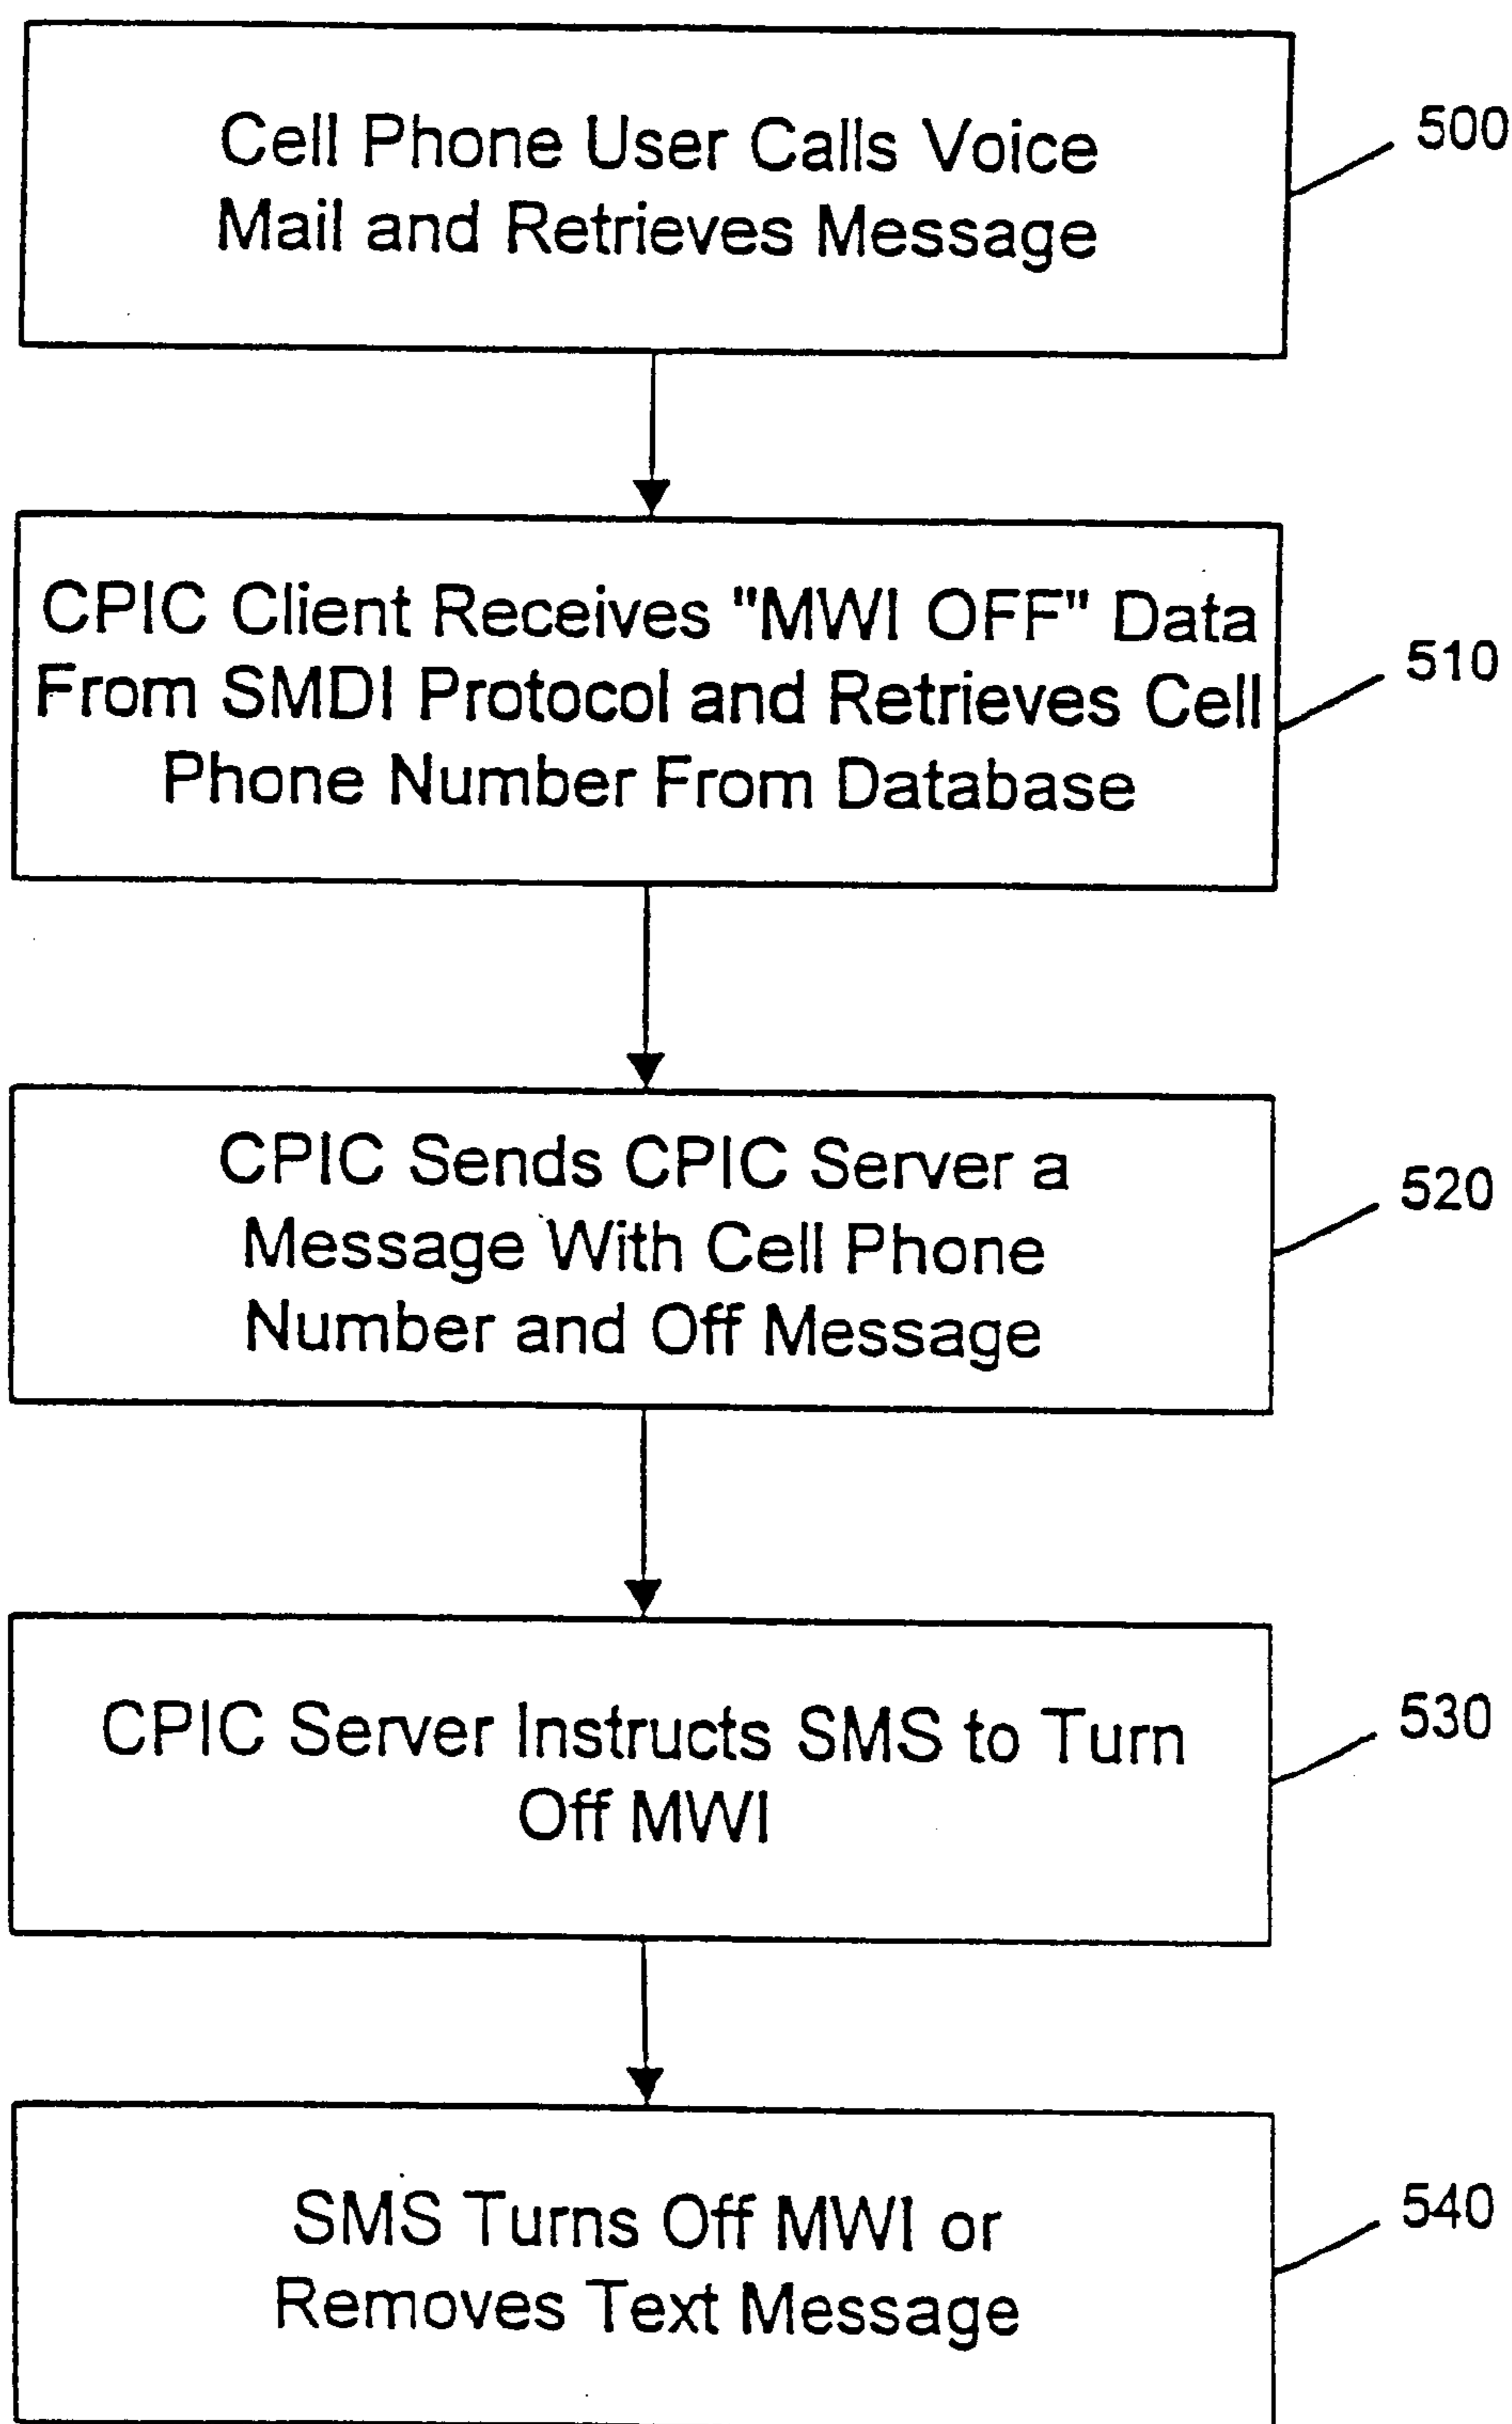 Cell Phone User Calls Voice
Mail and Retrieves Message
500
CPIC Client Receives "MWI OFF" Data
From SMDI Protocol and Retrieves Cell
Phone Number From Database
510
CPIC Sends CPIC Server a
Message With Cell Phone
Number and Off Message
520
CPIC Server Instructs SMS to Turn
Off MWI
530
SMS Turns Off MWI or
Removes Text Message
540